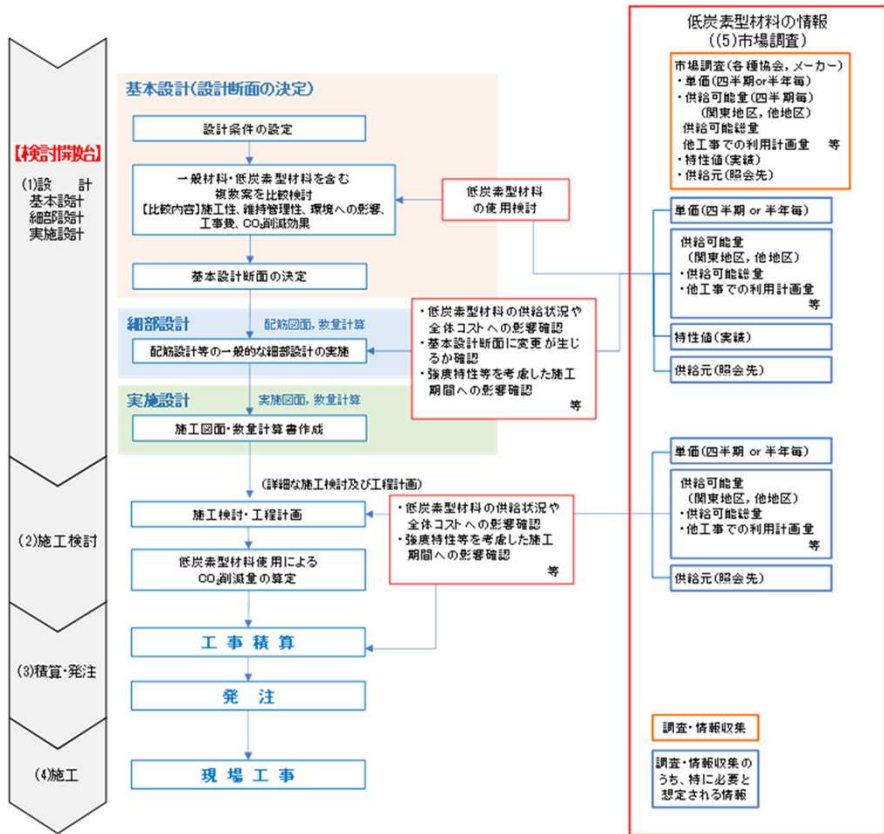 【検討開始】
(1)設　　計
基本設計
細部設計
実施設計
(2)施工検討
(3)積算・発注
(4)施工
基本設計(設計断面の決定)
設計条件の設定
一般材料・低炭素型材料を含む
複数案を比較検討
【比較内容】施工性、維持管理性、環境への影響、
工事費、CO₂削減効果
基本設計断面の決定
低炭素型材料
の使用検討
細部設計
配筋図面, 数量計算
配筋設計等の一般的な細部設計の実施
・低炭素型材料の供給状況や
全体コストへの影響確認
・基本設計断面に変更が生じ
るか確認
・強度特性等を考慮した施工
期間への影響確認
等
実施設計
実施図面, 数量計算
施工図面・数量計算書作成
(詳細な施工検討及び工程計画)
施工検討・工程計画
・低炭素型材料の供給状況や
全体コストへの影響確認
・強度特性等を考慮した施工
期間への影響確認
等
低炭素型材料使用による
CO₂削減量の算定
工 事 積 算
発　注
現 場 工 事
低炭素型材料の情報
((5)市場調査)
市場調査(各種協会, メーカー)
・単価(四半期or半年毎)
・供給可能量(四半期毎)
(関東地区, 他地区)
供給可能総量
他工事での利用計画量　等
・特性値(実績)
・供給元(照会先)
単価(四半期 or 半年毎)
供給可能量
(関東地区, 他地区)
・供給可能総量
・他工事での利用計画量
等
特性値(実績)
供給元(照会先)
単価(四半期 or 半年毎)
供給可能量
(関東地区, 他地区)
・供給可能総量
・他工事での利用計画量
等
供給元(照会先)
調査・情報収集
調査・情報収集の
うち、特に必要と
想定される情報